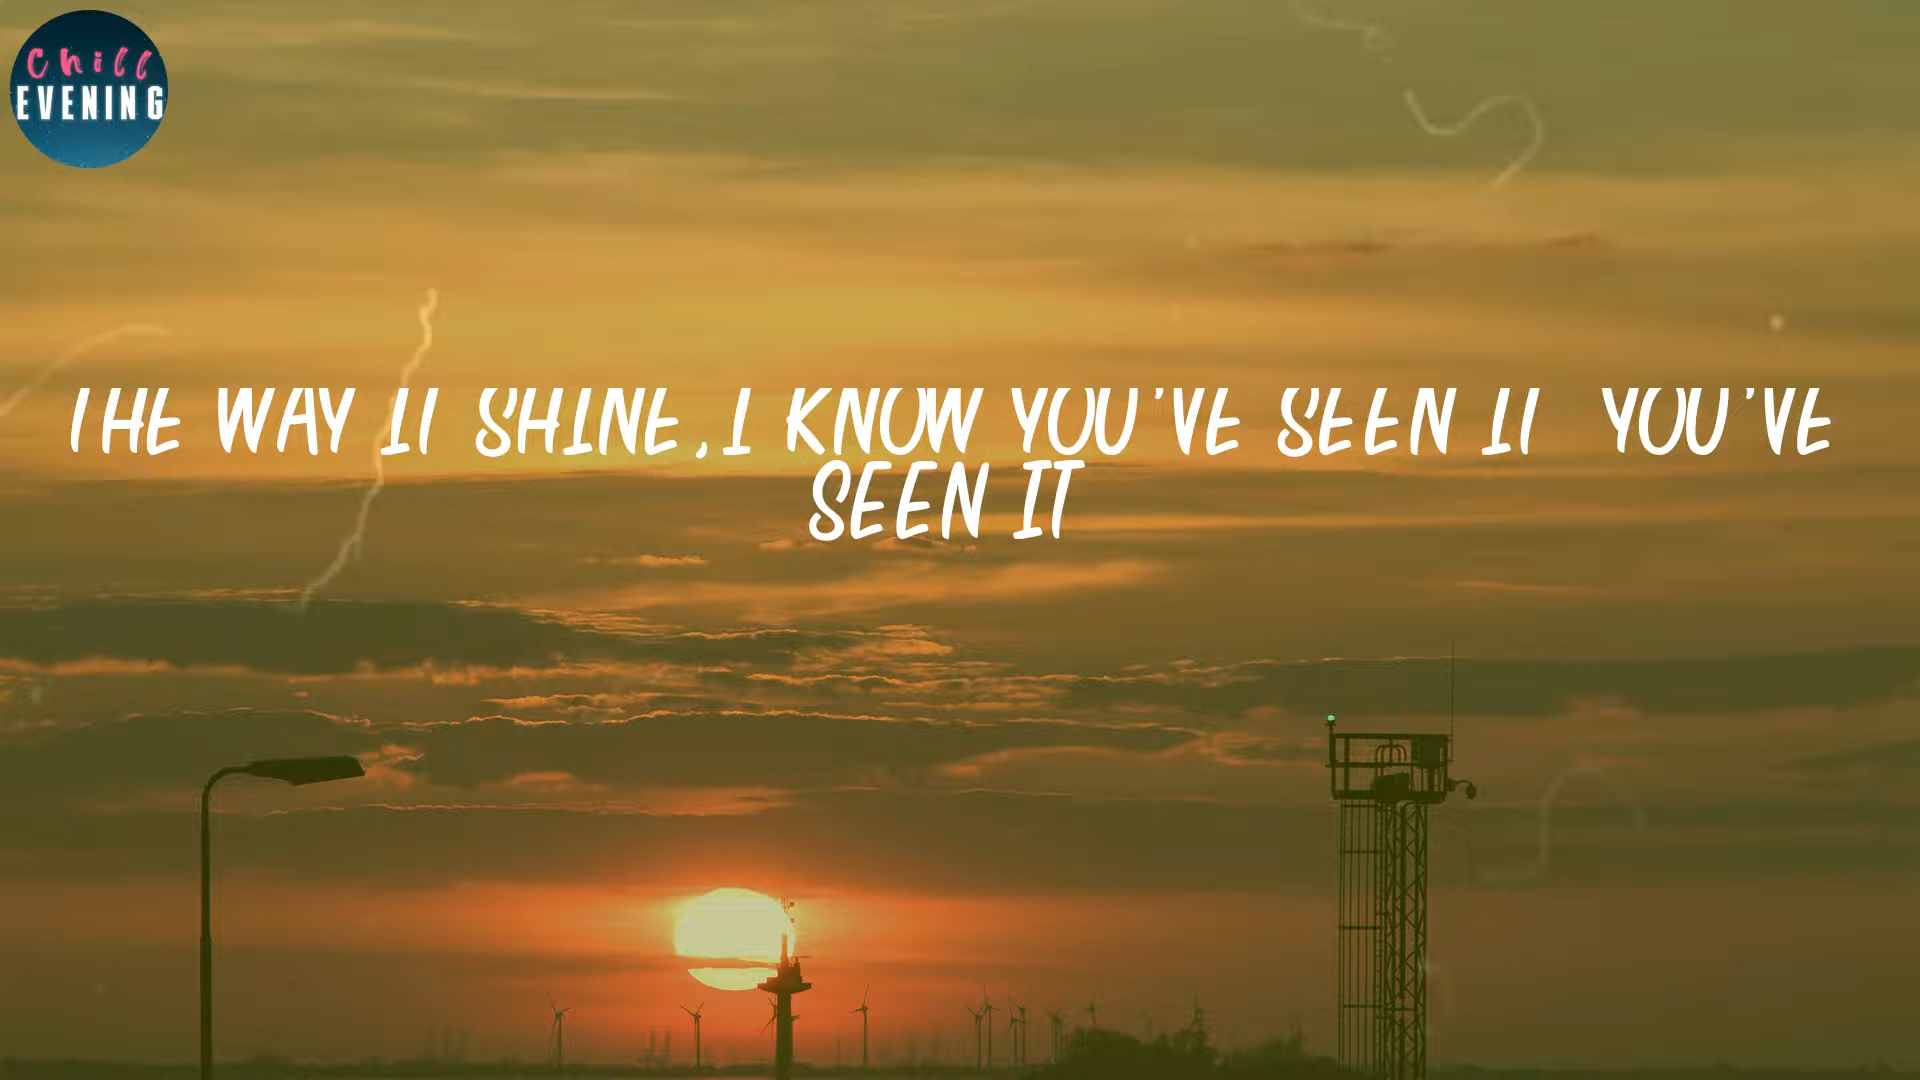 Chill
EVENING
THE WAY IT SHINE,I KNOW YOU'VE SEEN IT YOU'VE
SEEN IT